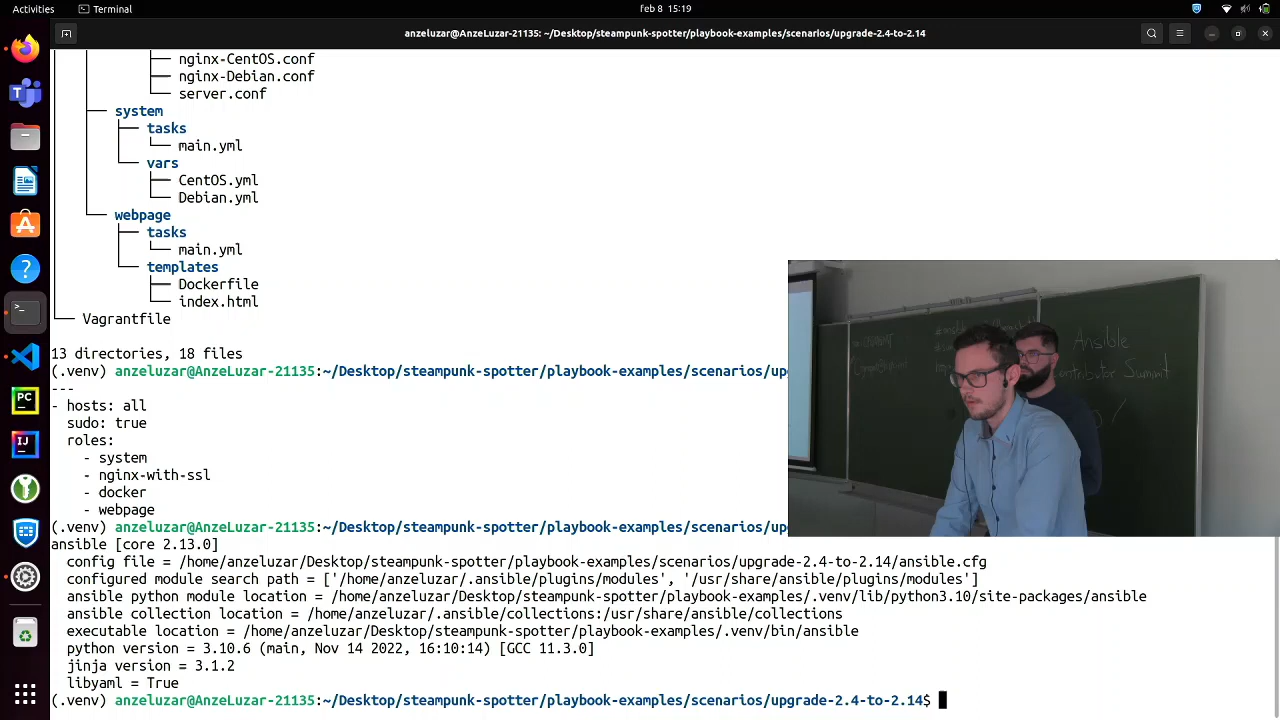 Activities
Terminal
feb 8 15:19
anzeluzar@AnzeLuzar-21135: ~/Desktop/steampunk-spotter/playbook-examples/scenarios/upgrade-2.4-to-2.14
├── nginx-CentOS.conf
├── nginx-Debian.conf
└── server.conf
├── system
├── tasks
└── main.yml
└── vars
├── CentOS.yml
└── Debian.yml
└── webpage
├── tasks
└── main.yml
└── templates
├── Dockerfile
└── index.html
└── Vagrantfile
13 directories, 18 files
(.venv) anzeluzar@AnzeLuzar-21135:~/Desktop/steampunk-spotter/playbook-examples/scenarios/up
---
- hosts: all
sudo: true
roles:
- system
- nginx-with-ssl
- docker
- webpage
(.venv) anzeluzar@AnzeLuzar-21135:~/Desktop/steampunk-spotter/playbook-examples/scenarios/up
ansible [core 2.13.0]
config file = /home/anzeluzar/Desktop/steampunk-spotter/playbook-examples/scenarios/upgrade-2.4-to-2.14/ansible.cfg
configured module search path = ['/home/anzeluzar/.ansible/plugins/modules', '/usr/share/ansible/plugins/modules']
ansible python module location = /home/anzeluzar/Desktop/steampunk-spotter/playbook-examples/.venv/lib/python3.10/site-packages/ansible
ansible collection location = /home/anzeluzar/.ansible/collections:/usr/share/ansible/collections
executable location = /home/anzeluzar/Desktop/steampunk-spotter/playbook-examples/.venv/bin/ansible
python version = 3.10.6 (main, Nov 14 2022, 16:10:14) [GCC 11.3.0]
jinja version = 3.1.2
libyaml = True
(.venv) anzeluzar@AnzeLuzar-21135:~/Desktop/steampunk-spotter/playbook-examples/scenarios/upgrade-2.4-to-2.14$
Ansible
Contributor Summit
PC
IJ